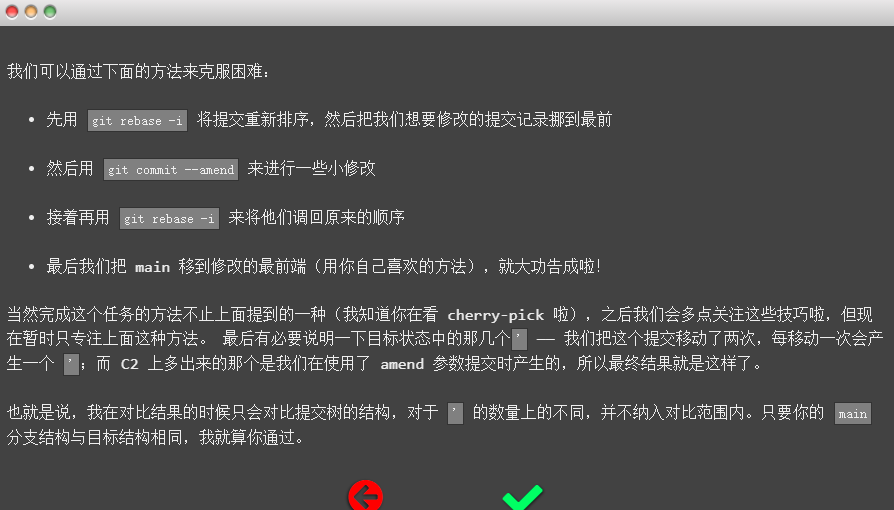 我们可以通过下面的方法来克服困难：
• 先用 git rebase -i 将提交重新排序，然后把我们想要修改的提交记录挪到最前
• 然后用 git commit --amend 来进行一些小修改
• 接着再用 git rebase -i 来将他们调回原来的顺序
• 最后我们把 main 移到修改的最前端（用你自己喜欢的方法），就大功告成啦！
当然完成这个任务的方法不止上面提到的一种（我知道你在看 cherry-pick 啦），之后我们会多点关注这些技巧啦，但现
在暂时只专注上面这种方法。 最后有必要说明一下目标状态中的那几个' —— 我们把这个提交移动了两次，每移动一次会产
生一个 '；而 C2 上多出来的那个是我们在使用了 amend 参数提交时产生的，所以最终结果就是这样了。
也就是说，我在对比结果的时候只会对比提交树的结构，对于 ' 的数量上的不同，并不纳入对比范围内。只要你的 main
分支结构与目标结构相同，我就算你通过。